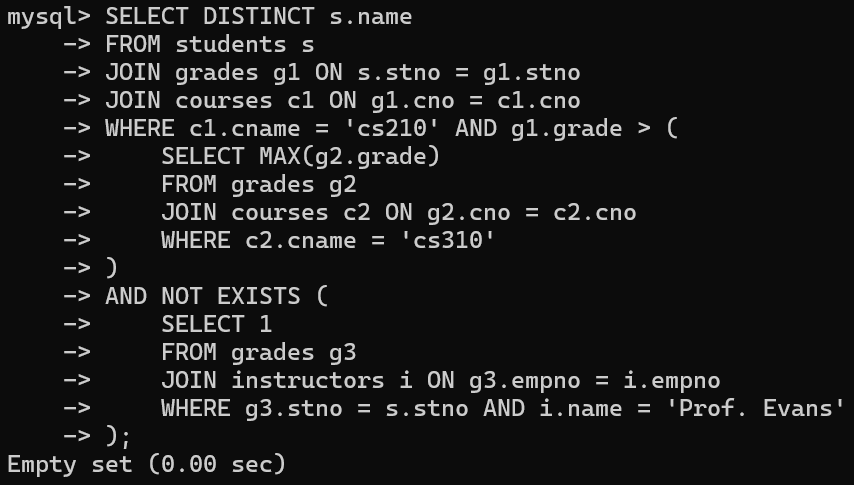 mysql> SELECT DISTINCT s.name
    -> FROM students s
    -> JOIN grades g1 ON s.stno = g1.stno
    -> JOIN courses c1 ON g1.cno = c1.cno
    -> WHERE c1.cname = 'cs210' AND g1.grade > (
    ->     SELECT MAX(g2.grade)
    ->     FROM grades g2
    ->     JOIN courses c2 ON g2.cno = c2.cno
    ->     WHERE c2.cname = 'cs310'
    -> )
    -> AND NOT EXISTS (
    ->     SELECT 1
    ->     FROM grades g3
    ->     JOIN instructors i ON g3.empno = i.empno
    ->     WHERE g3.stno = s.stno AND i.name = 'Prof. Evans'
    -> );
Empty set (0.00 sec)